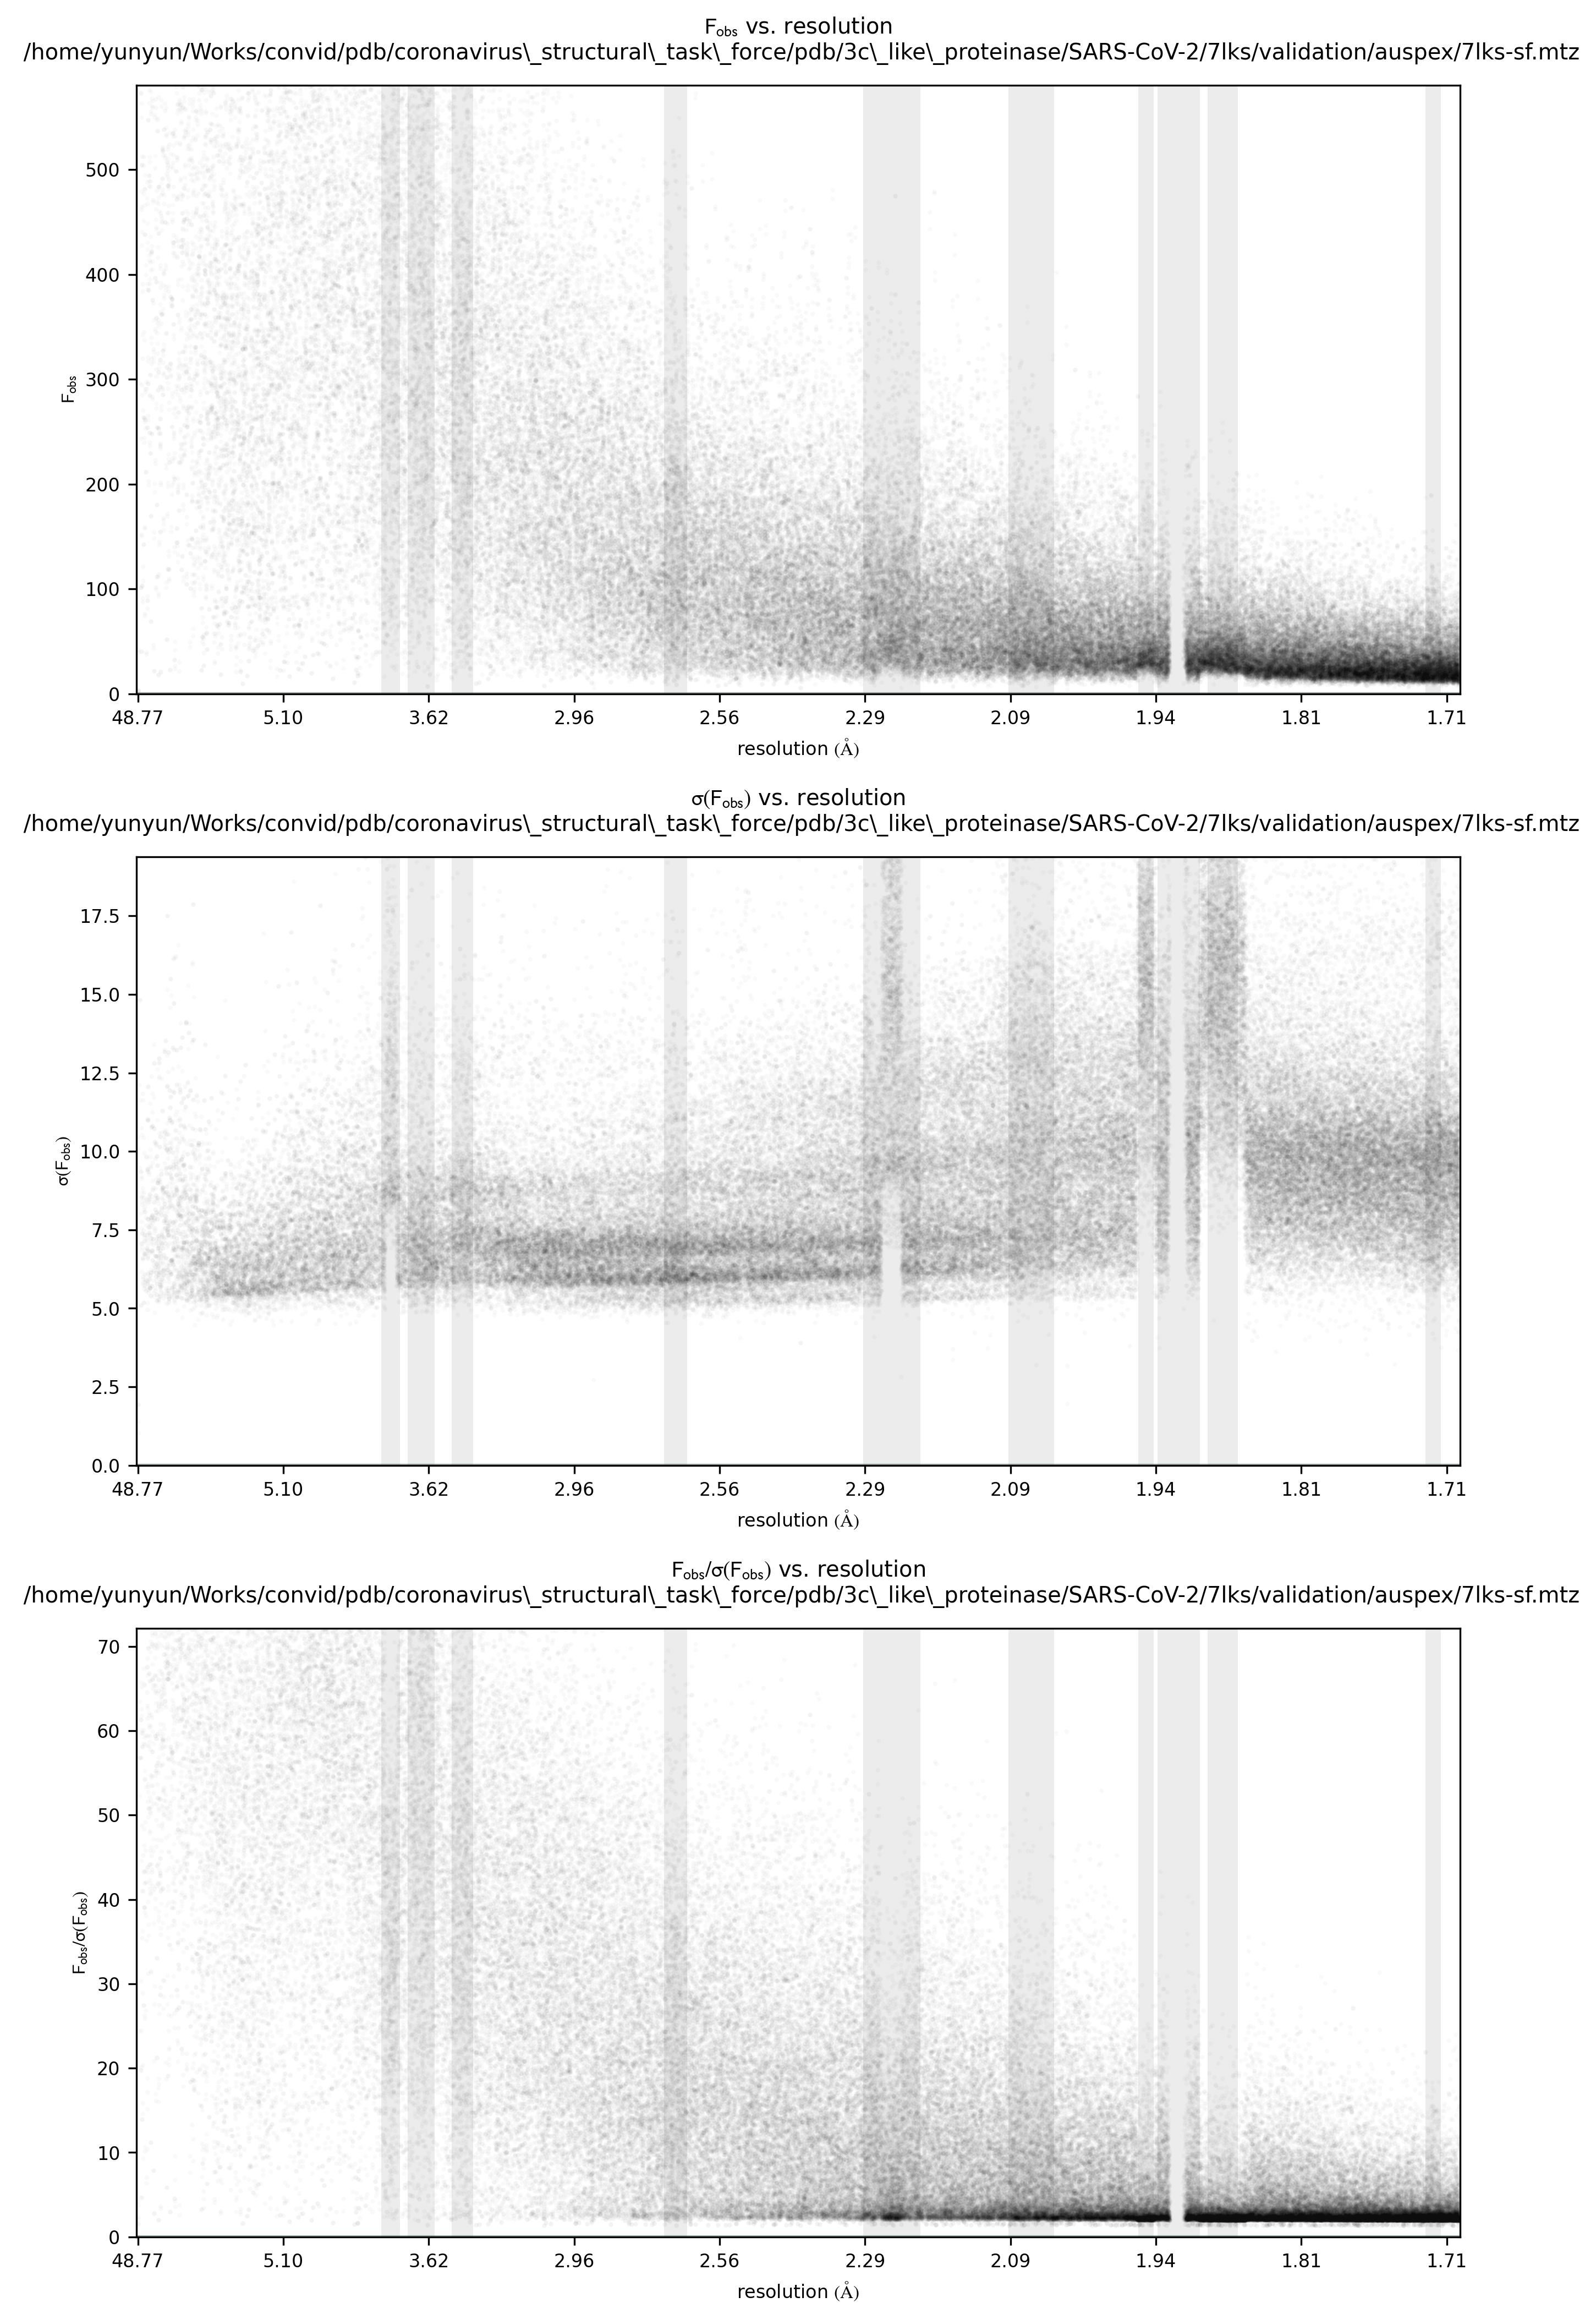 F_obs vs. resolution
/home/yunyun/Works/convid/pdb/coronavirus\_structural\_task\_force/pdb/3c\_like\_proteinase/SARS-CoV-2/7lks/validation/auspex/7lks-sf.mtz
500
400
300
200
100
0
F_obs
48.77 5.10 3.62 2.96 2.56 2.29 2.09 1.94 1.81 1.71
resolution (Å)
σ(F_obs) vs. resolution
/home/yunyun/Works/convid/pdb/coronavirus\_structural\_task\_force/pdb/3c\_like\_proteinase/SARS-CoV-2/7lks/validation/auspex/7lks-sf.mtz
17.5
15.0
12.5
10.0
7.5
5.0
2.5
0.0
σ(F_obs)
48.77 5.10 3.62 2.96 2.56 2.29 2.09 1.94 1.81 1.71
resolution (Å)
F_obs/σ(F_obs) vs. resolution
/home/yunyun/Works/convid/pdb/coronavirus\_structural\_task\_force/pdb/3c\_like\_proteinase/SARS-CoV-2/7lks/validation/auspex/7lks-sf.mtz
70
60
50
40
30
20
10
0
F_obs/σ(F_obs)
48.77 5.10 3.62 2.96 2.56 2.29 2.09 1.94 1.81 1.71
resolution (Å)